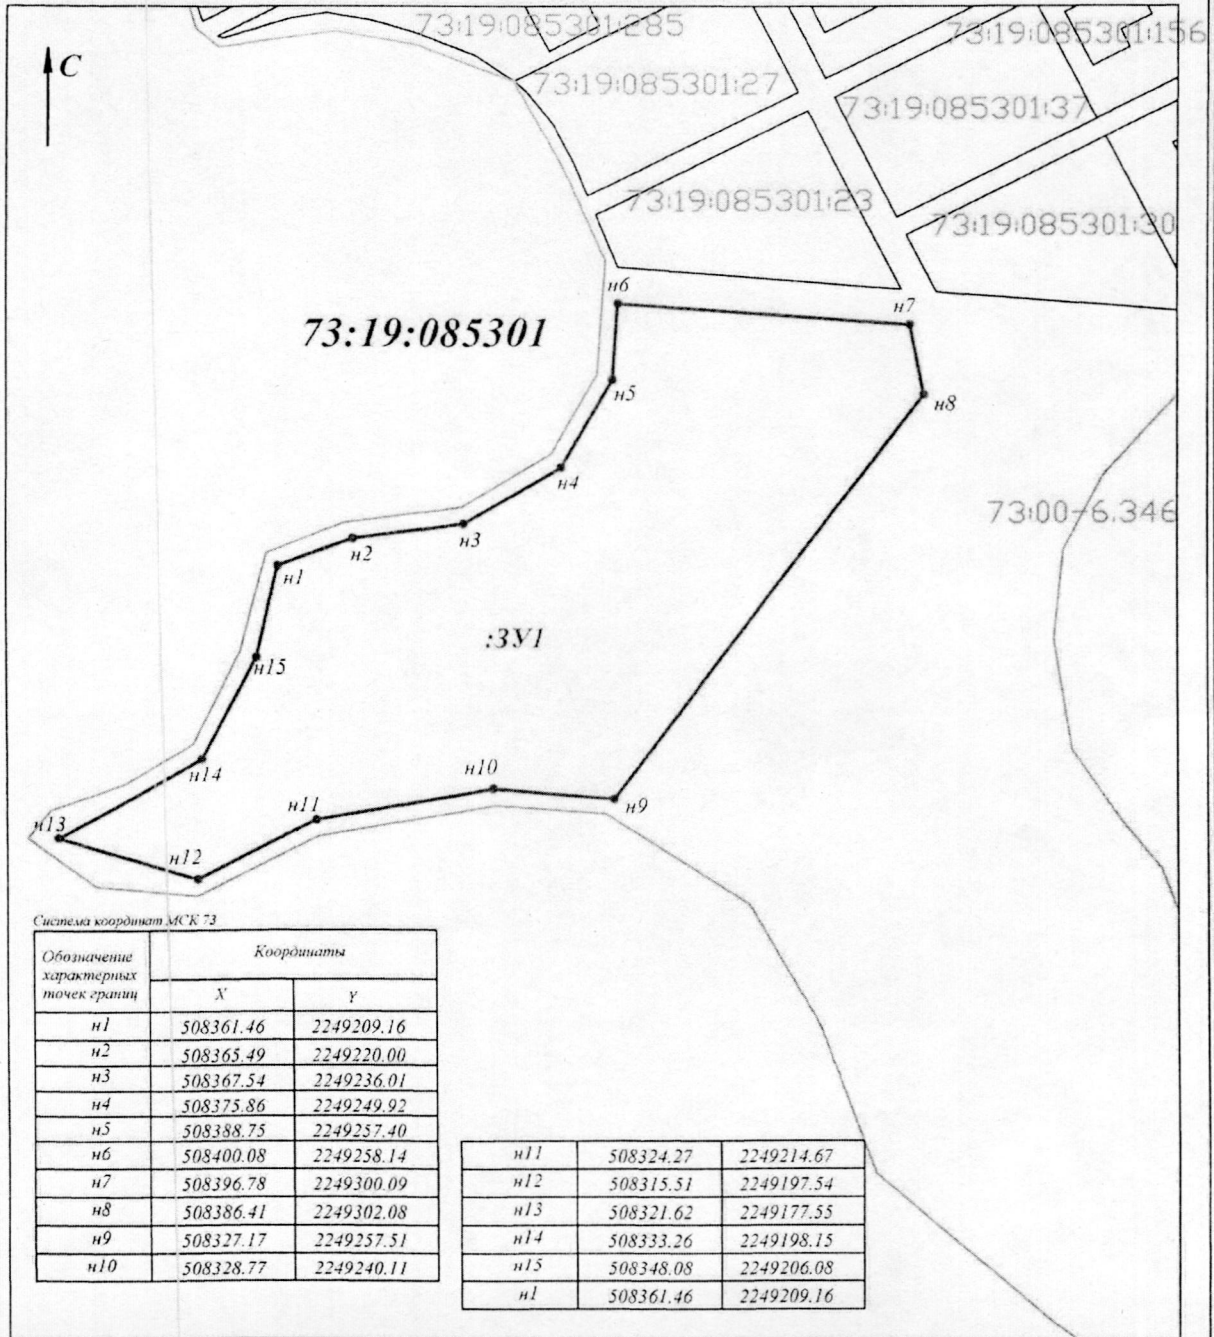 73:19:085301:285
73:19:085301:156
С
73:19:085301:27
73:19:085301:37
73:19:085301:23
73:19:085301:30
н6
н7
73:19:085301
н5
н8
н4
73:00-6.346
н3
н2
н1
:ЗУ1
н15
н14
н10
н9
н11
н13
н12
Система координат МСК 73
Обозначение характерных точек границ
Координаты
X Y
н1 508361.46 2249209.16
н2 508365.49 2249220.00
н3 508367.54 2249236.01
н4 508375.86 2249249.92
н5 508388.75 2249257.40
н6 508400.08 2249258.14
н7 508396.78 2249300.09
н8 508386.41 2249302.08
н9 508327.17 2249257.51
н10 508328.77 2249240.11
н11 508324.27 2249214.67
н12 508315.51 2249197.54
н13 508321.62 2249177.55
н14 508333.26 2249198.15
н15 508348.08 2249206.08
н1 508361.46 2249209.16